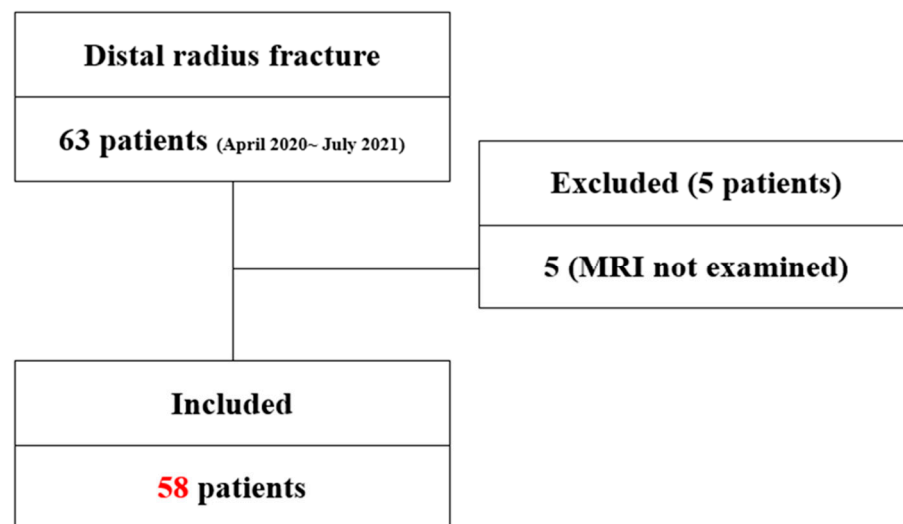 Distal radius fracture
63 patients (April 2020~ July 2021)
Excluded (5 patients)
5 (MRI not examined)
Included
58 patients